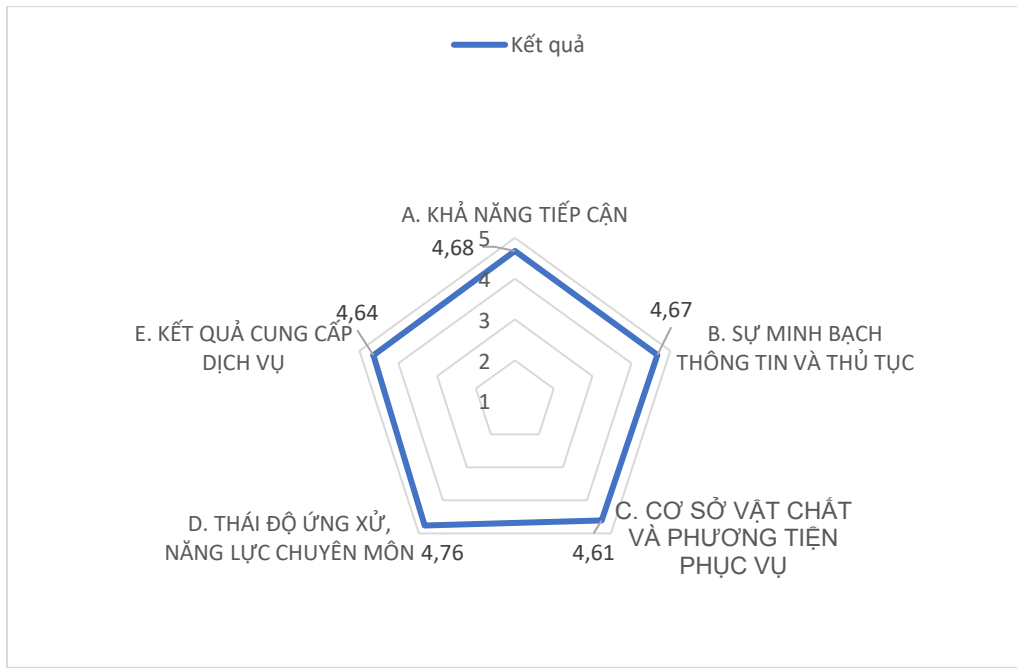 Kết quả
A. KHẢ NĂNG TIẾP CẬN
4,68
5
4
3
2
1
4,67
B. SỰ MINH BẠCH
THÔNG TIN VÀ THỦ TỤC
C. CƠ SỞ VẬT CHẤT
VÀ PHƯƠNG TIỆN
PHỤC VỤ
4,61
D. THÁI ĐỘ ỨNG XỬ,
NĂNG LỰC CHUYÊN MÔN
4,76
E. KẾT QUẢ CUNG CẤP
DỊCH VỤ
4,64